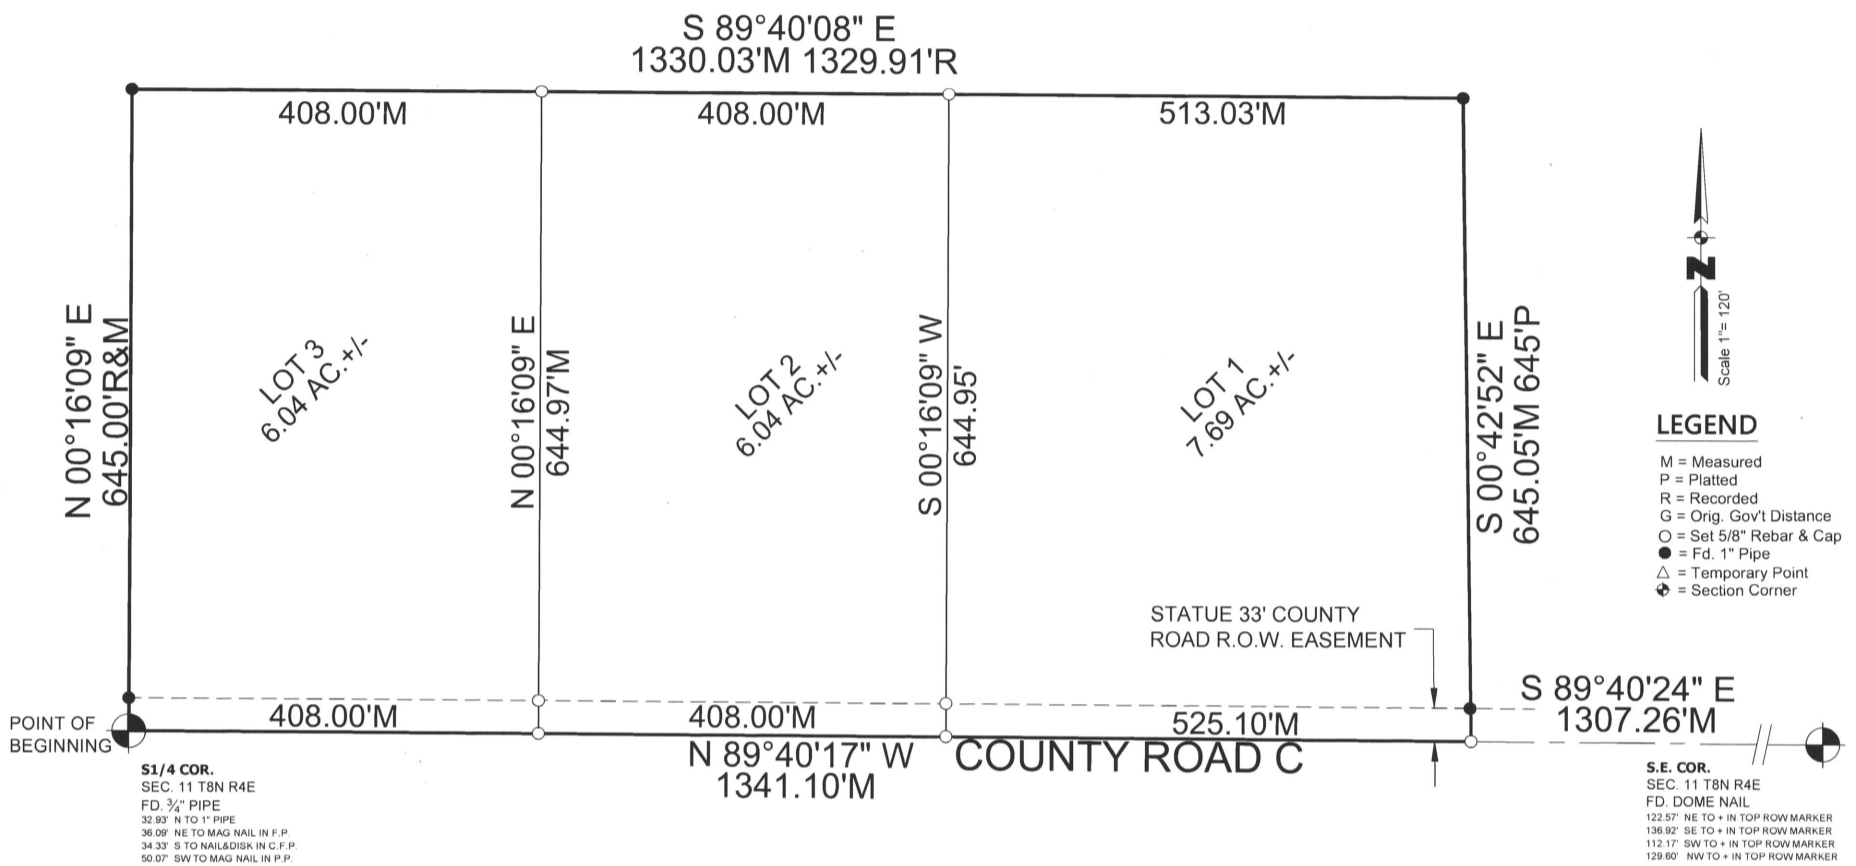 S 89°40'08" E
1330.03'M 1329.91'R
408.00'M
408.00'M
513.03'M
N 00°16'09" E
645.00'R&M
LOT 3
6.04 AC.+/-
N 00°16'09" E
644.97'M
LOT 2
6.04 AC.+/-
S 00°16'09" W
644.95'
LOT 1
7.69 AC.+/-
S 00°42'52" E
645.05'M 645'P
N
Scale 1"= 120'
LEGEND
M = Measured
P = Platted
R = Recorded
G = Orig. Gov't Distance
= Set 5/8" Rebar & Cap
= Fd. 1" Pipe
= Temporary Point
= Section Corner
STATUE 33' COUNTY
ROAD R.O.W. EASEMENT
S 89°40'24" E
1307.26'M
POINT OF
BEGINNING
408.00'M
408.00'M
525.10'M
N 89°40'17" W
1341.10'M
COUNTY ROAD C
S1/4 COR.
SEC. 11 T8N R4E
FD. ¾" PIPE
32.93' N TO 1" PIPE
36.09' NE TO MAG NAIL IN F.P.
34.33' S TO NAIL&DISK IN C.F.P.
50.07' SW TO MAG NAIL IN P.P.
S.E. COR.
SEC. 11 T8N R4E
FD. DOME NAIL
122.57' NE TO + IN TOP ROW MARKER
136.92' SE TO + IN TOP ROW MARKER
112.17' SW TO + IN TOP ROW MARKER
129.60' NW TO + IN TOP ROW MARKER